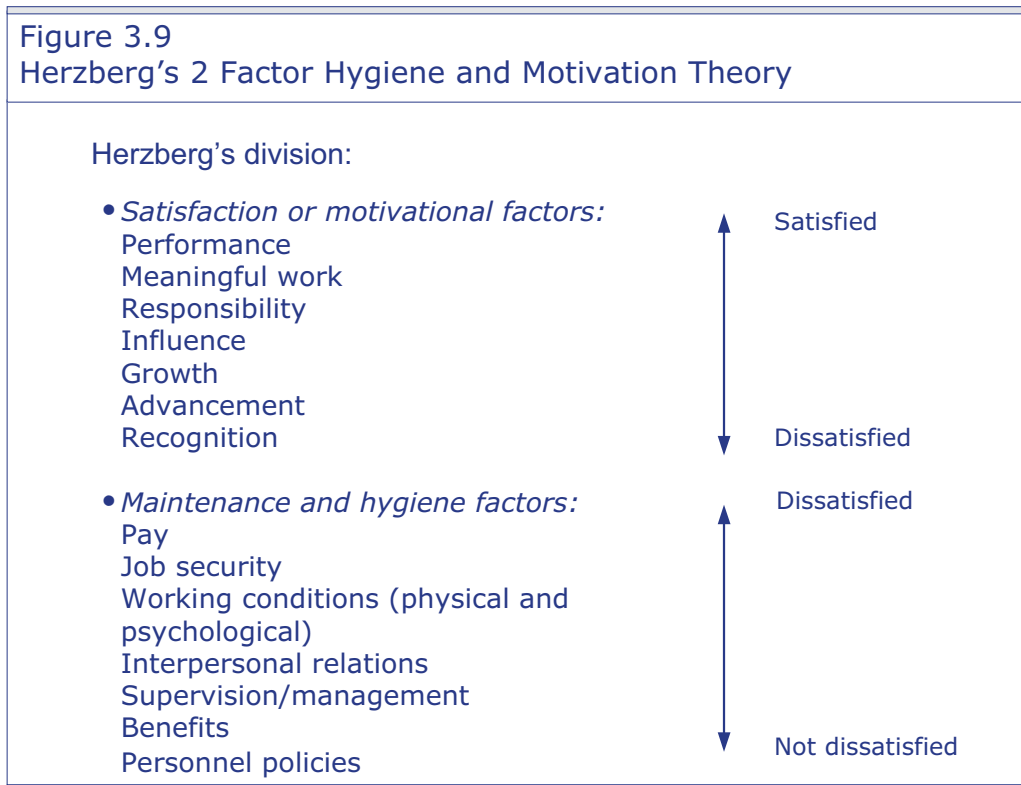 Figure 3.9
Herzberg’s 2 Factor Hygiene and Motivation Theory
Herzberg’s division:
• Satisfaction or motivational factors:
Performance
Meaningful work
Responsibility
Influence
Growth
Advancement
Recognition
Satisfied
Dissatisfied
• Maintenance and hygiene factors:
Pay
Job security
Working conditions (physical and
psychological)
Interpersonal relations
Supervision/management
Benefits
Personnel policies
Dissatisfied
Not dissatisfied